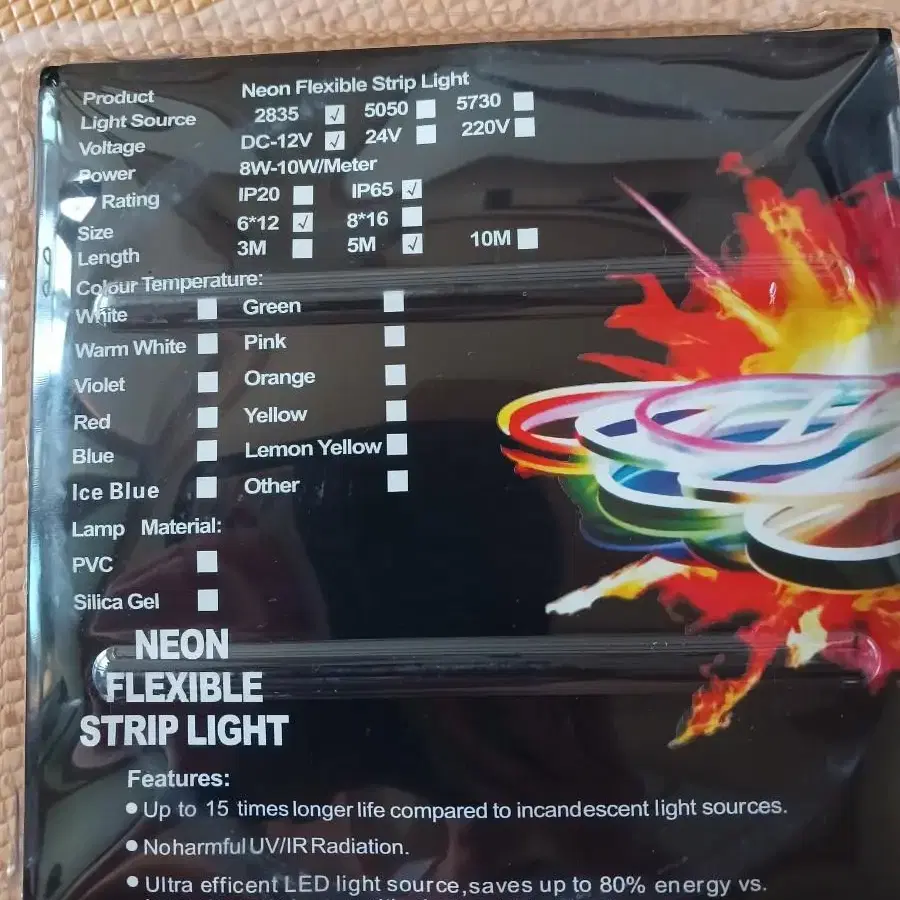 Product Neon Flexible Strip Light
Light Source 2835 ☑ 5050 ☐ 5730 ☐
Voltage DC-12V ☑ 24V ☐ 220V ☐
Power 8W-10W/Meter
Rating IP20 ☐ IP65 ☑
Size 6*12 ☑ 8*16 ☐
Length 3M ☐ 5M ☑ 10M ☐
Colour Temperature:
White ☐ Green ☐
Warm White ☐ Pink ☐
Violet ☐ Orange ☐
Red ☐ Yellow ☐
Blue ☐ Lemon Yellow ☐
Ice Blue ☐ Other ☐
Lamp Material:
PVC ☐
Silica Gel ☐
NEON
FLEXIBLE
STRIP LIGHT
Features:
● Up to 15 times longer life compared to incandescent light sources.
● No harmful UV/IR Radiation.
● Ultra efficent LED light source, saves up to 80% energy vs.